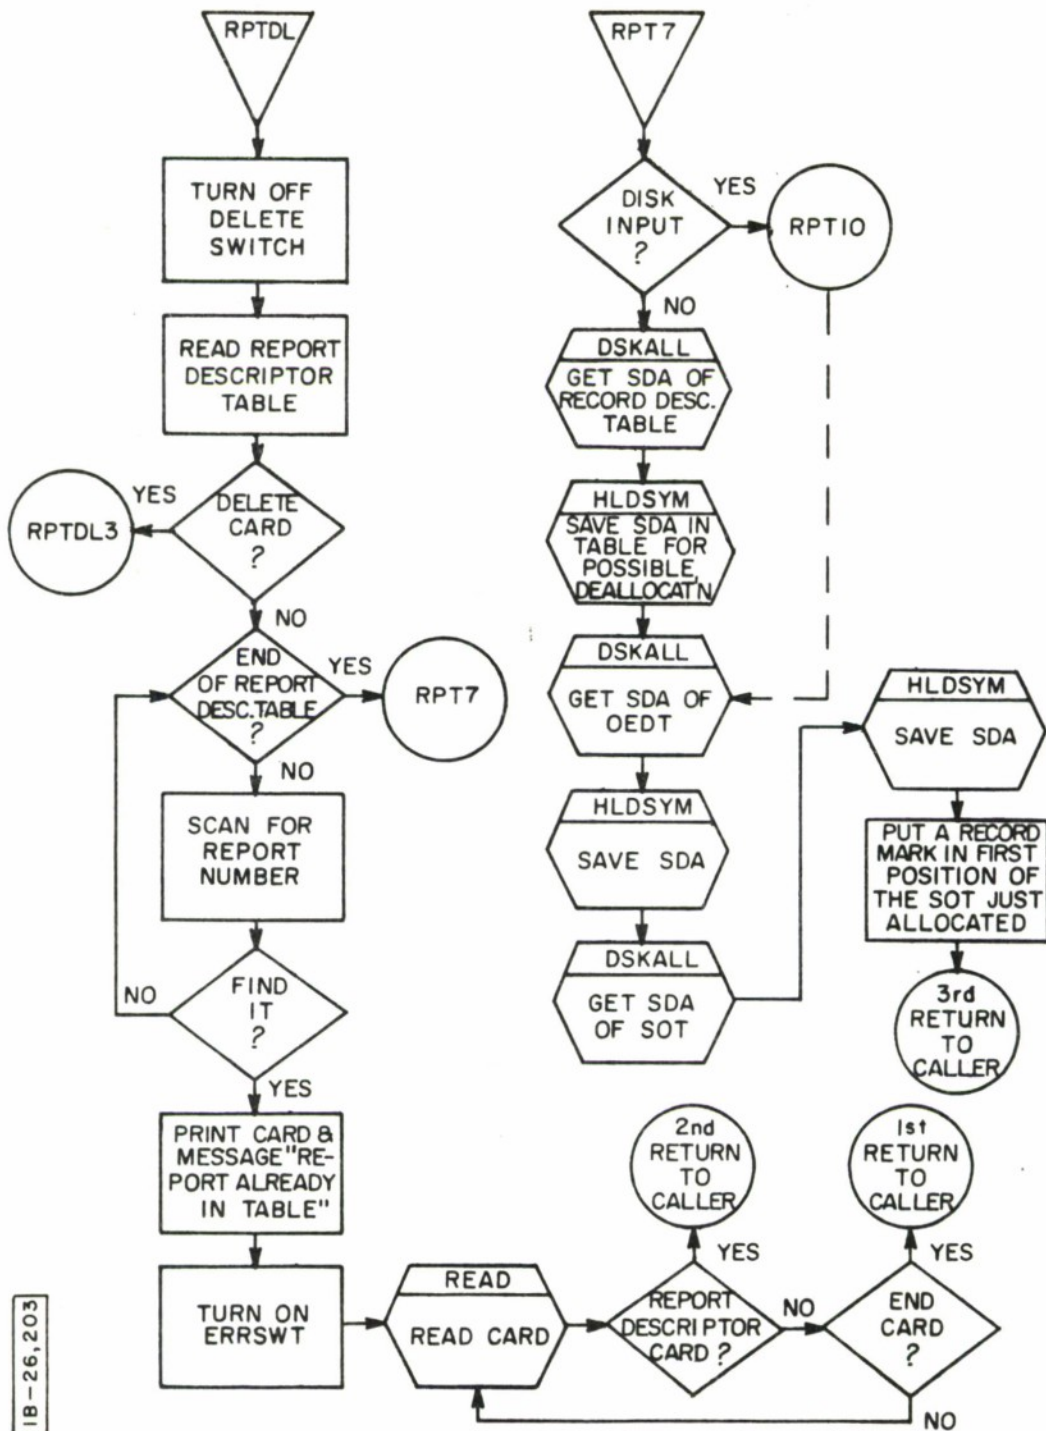 RPTDL
TURN OFF
DELETE
SWITCH
READ REPORT
DESCRIPTOR
TABLE
YES
DELETE
CARD
?
RPTDL3
NO
END
OF REPORT
DESC. TABLE
?
YES
RPT7
NO
SCAN FOR
REPORT
NUMBER
NO
FIND
IT
?
YES
PRINT CARD &
MESSAGE "RE-
PORT ALREADY
IN TABLE"
TURN ON
ERRSWT
READ
READ CARD
REPORT
DESCRIPTOR
CARD ?
YES
2nd
RETURN
TO
CALLER
NO
END
CARD
?
YES
1st
RETURN
TO
CALLER
NO
RPT7
DISK
INPUT
?
YES
RPT10
NO
DSKALL
GET SDA OF
RECORD DESC.
TABLE
HLDSYM
SAVE SDA IN
TABLE FOR
POSSIBLE
DEALLOCAT'N
DSKALL
GET SDA OF
OEDT
HLDSYM
SAVE SDA
DSKALL
GET SDA
OF SOT
HLDSYM
SAVE SDA
PUT A RECORD
MARK IN FIRST
POSITION OF
THE SOT JUST
ALLOCATED
3rd
RETURN
TO
CALLER
18-26,203